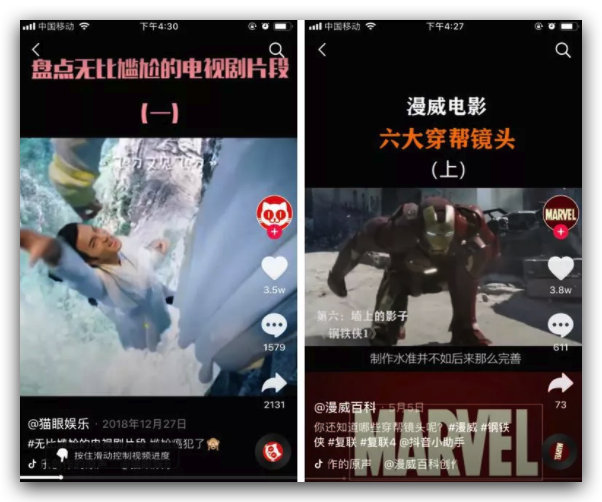 中国移动
下午4:30
盘点无比尴尬的电视剧片段
(一)
3.5w
1579
2131
@猫眼娱乐 · 2018年12月27日
#无比尴尬的电视剧片段
犯了
按住滑动控制视频进度
中国移动
下午4:27
漫威电影
六大穿帮镜头
(上)
MARVEL
3.8w
第六:墙上的影子
钢铁侠1
611
制作水准并不如后来那么完善
73
@漫威百科 · 5月5日
MARVEL
你还知道哪些穿帮镜头呢? #漫威 #钢铁
侠 #复联 #复联4 @抖音小助手
作的原声 @漫威百科创作